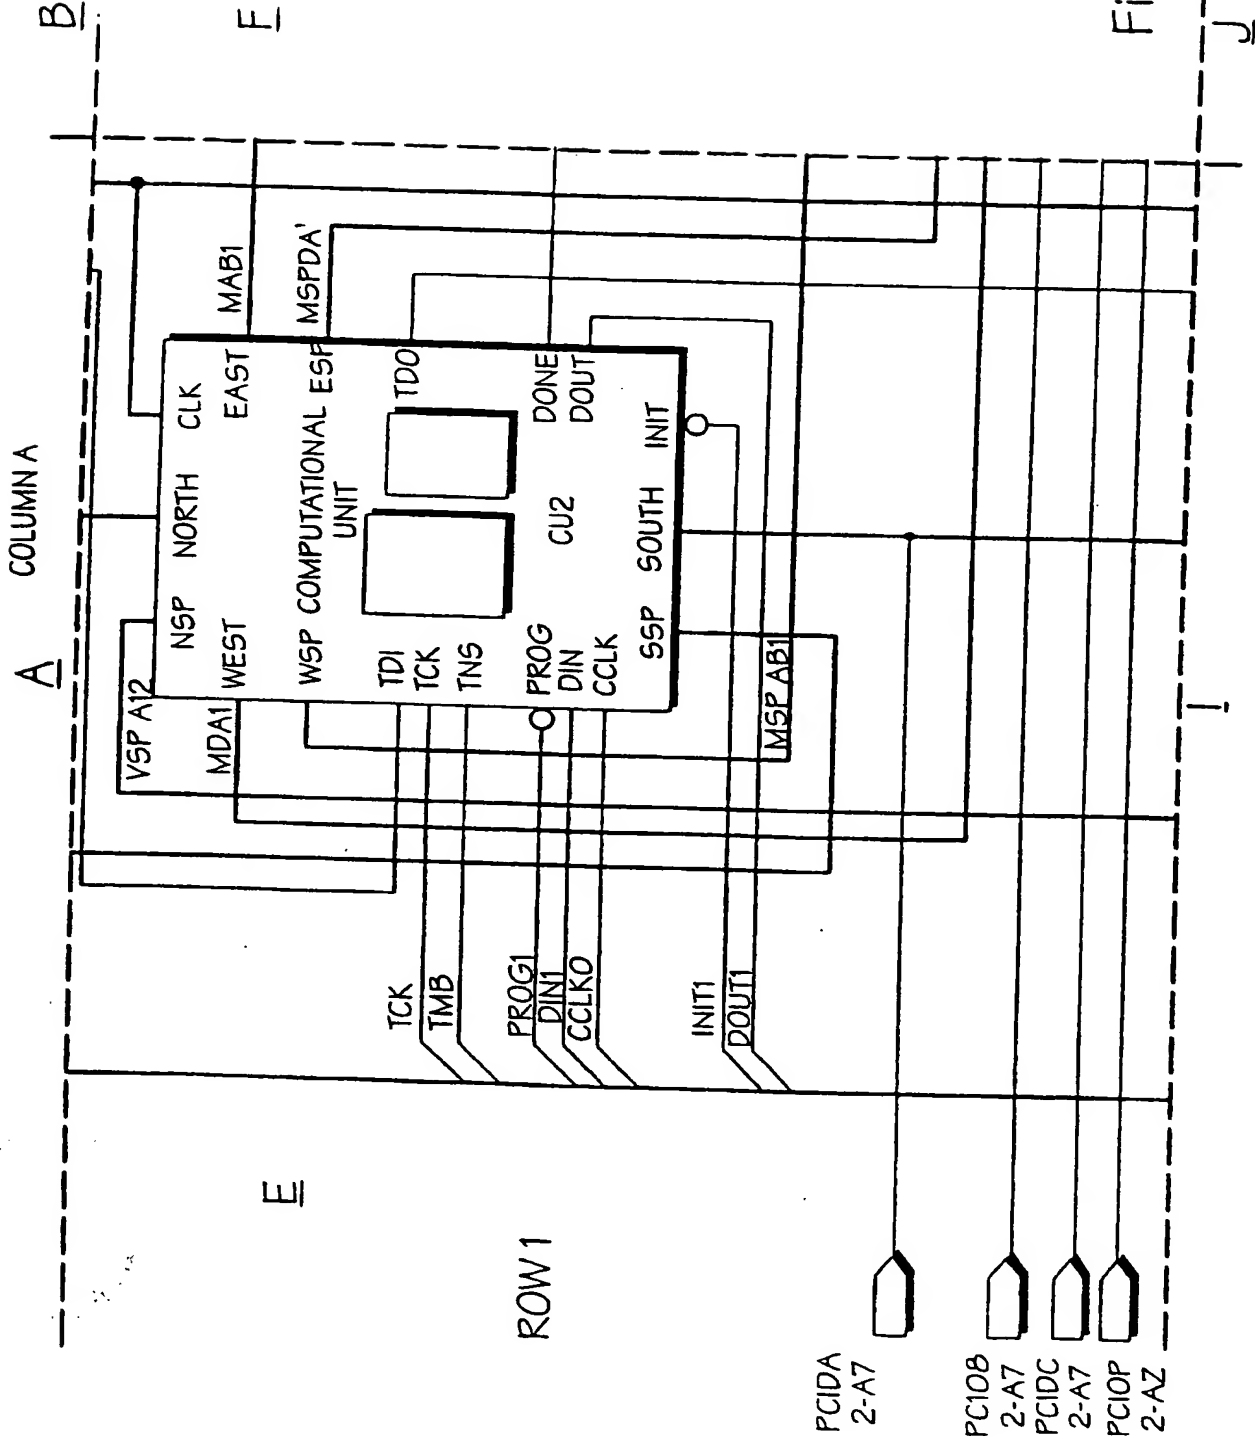 COLUMN A
A
B
F
VSP A12
NSP NORTH CLK
MDA1
WEST
EAST
MAB1
WSP COMPUTATIONAL ESP
UNIT
MSPDA'
TDI
TCK
TNS
TDO
PROG
DIN
CCLK
CU2
DONE
DOUT
SSP SOUTH INIT
MSP AB1
TCK
TMB
PROG1
DIN1
CCLKO
INIT1
DOUT1
E
ROW 1
PCIDA
2-A7
PC10B
2-A7
PCIDC
2-A7
PCIOP
2-AZ
I
J